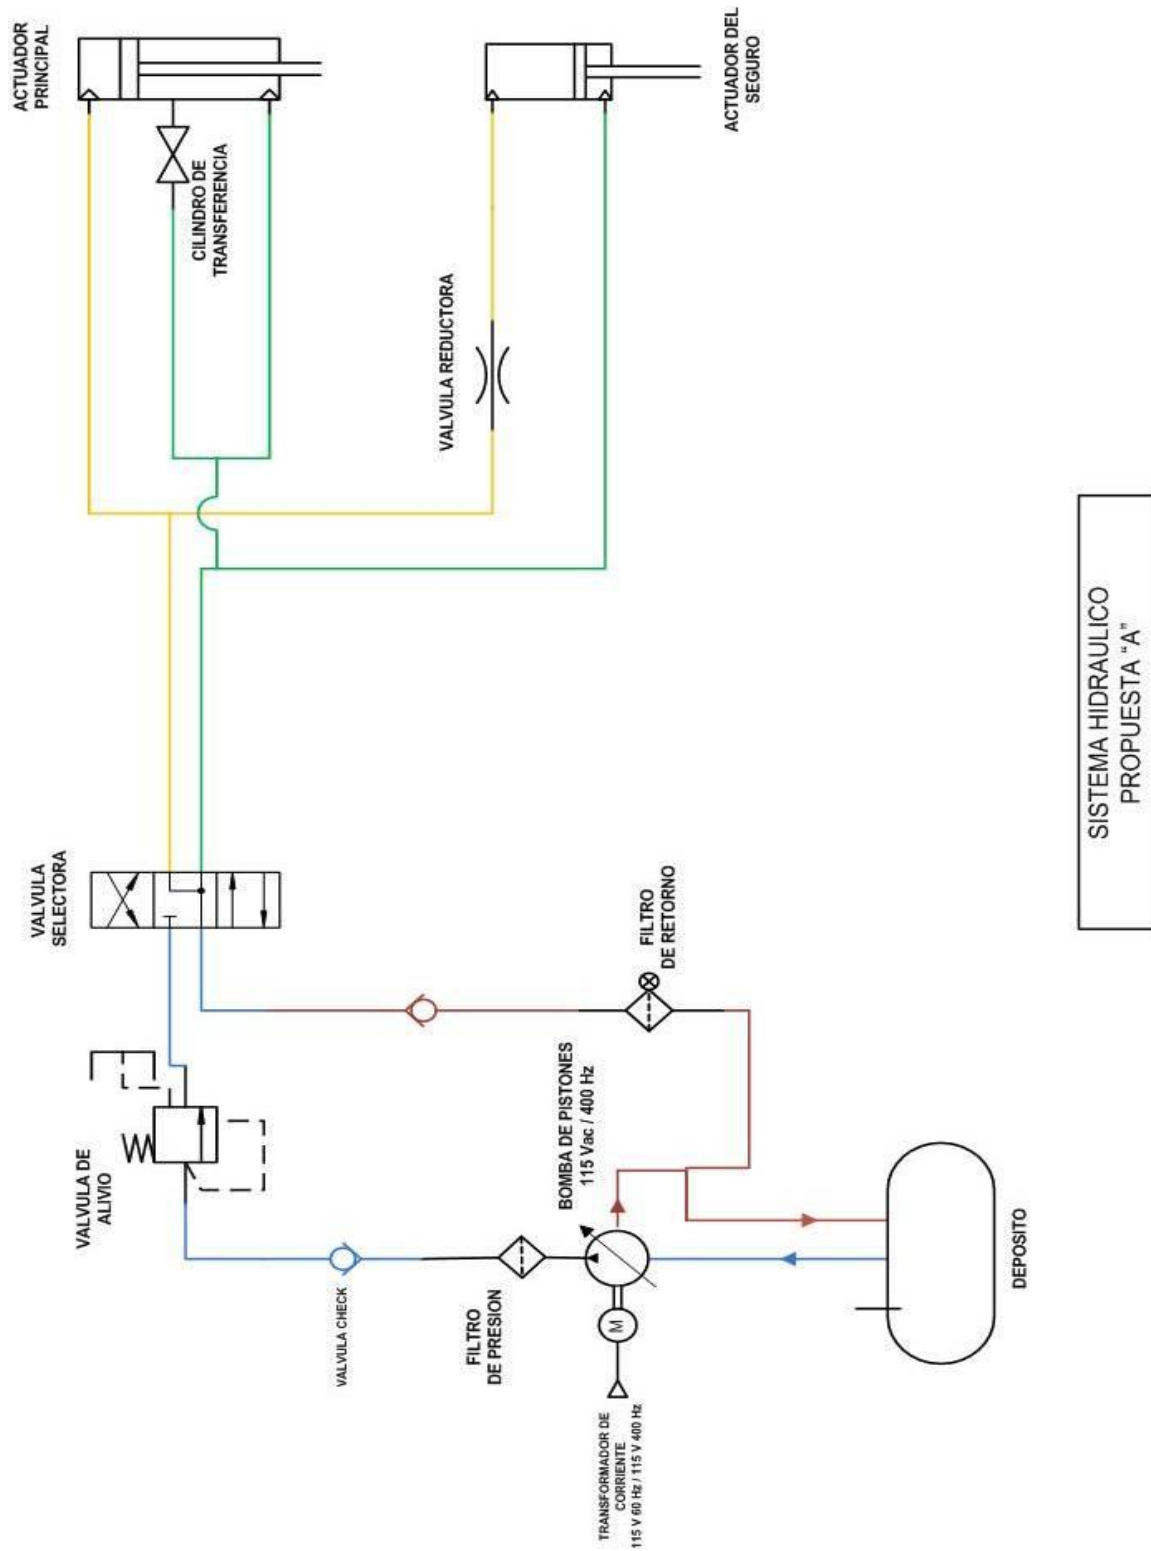 ACTUADOR
PRINCIPAL
CILINDRO DE
TRANSFERENCIA
ACTUADOR DEL
SEGURO
VALVULA REDUCTORA
VALVULA
SELECTORA
VALVULA DE
ALIVIO
VALVULA CHECK
FILTRO
DE PRESION
FILTRO
DE RETORNO
BOMBA DE PISTONES
115 Vac / 400 Hz
M
TRANSFORMADOR DE
CORRIENTE
115 V 60 Hz / 115 V 400 Hz
DEPOSITO
SISTEMA HIDRAULICO
PROPUESTA “A”